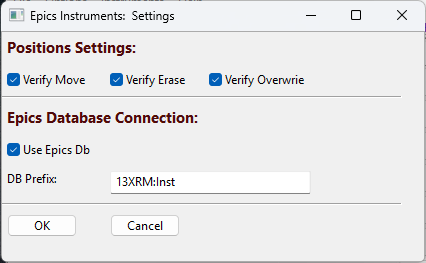 Epics Instruments: Settings
Positions Settings:
Verify Move Verify Erase Verify Overwrie
Epics Database Connection:
Use Epics Db
DB Prefix: 13XRM:Inst
OK Cancel